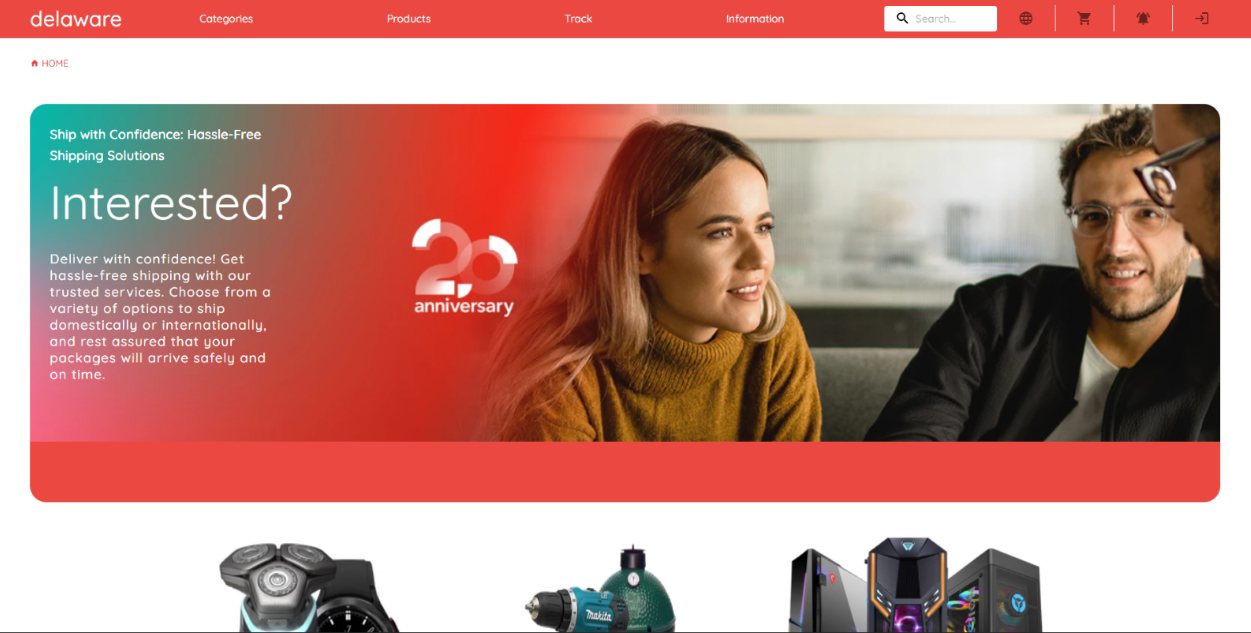 delaware
Categories
Products
Track
Information
Search...
HOME
Ship with Confidence: Hassle-Free
Shipping Solutions
Interested?
Deliver with confidence! Get
hassle-free shipping with our
trusted services. Choose from a
variety of options to ship
domestically or internationally,
and rest assured that your
packages will arrive safely and
on time.
20
anniversary
makita